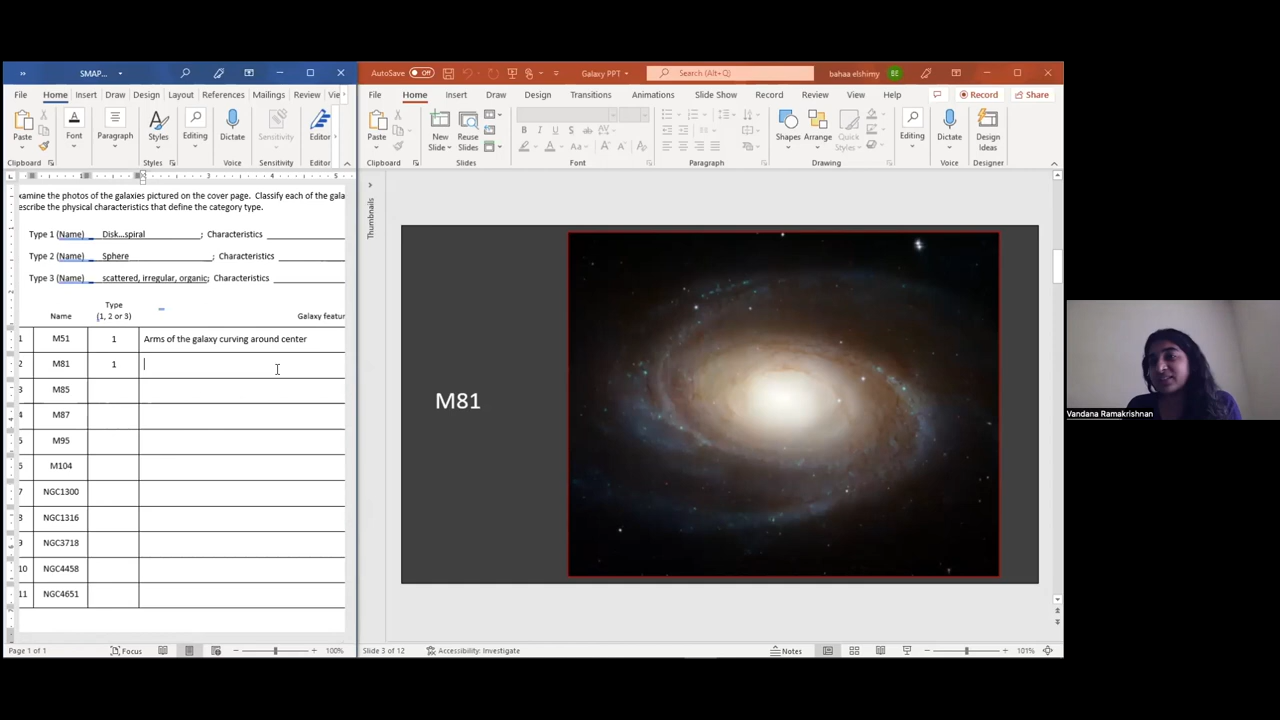 SMAP...
AutoSave Off
Galaxy PPT
Search (Alt+Q)
bahaa elshimy BE
File Home Insert Draw Design Layout References Mailings Review Vie
File Home Insert Draw Design Transitions Animations Slide Show Record Review View Help
Record Share
Paste Font Paragraph Styles Editing Dictate Sensitivity Editor
Clipboard Styles Voice Sensitivity Editor
Paste New Slide Reuse Slides Shapes Arrange Quick Styles Editing Dictate Design Ideas
Clipboard Slides Font Paragraph Drawing Voice Designer
xamine the photos of the galaxies pictured on the cover page. Classify each of the gala
escribe the physical characteristics that define the category type.
Type 1 (Name) __ Disk...spiral ; Characteristics
Type 2 (Name) __ Sphere ; Characteristics
Type 3 (Name) __ scattered, irregular, organic; Characteristics
Name Type (1, 2 or 3) Galaxy featur
1 M51 1 Arms of the galaxy curving around center
2 M81 1
3 M85
4 M87
5 M95
6 M104
7 NGC1300
8 NGC1316
9 NGC3718
10 NGC4458
11 NGC4651
Page 1 of 1 Focus 100%
Thumbnails
M81
Slide 3 of 12 Accessibility: Investigate Notes 101%
Vandana Ramakrishnan